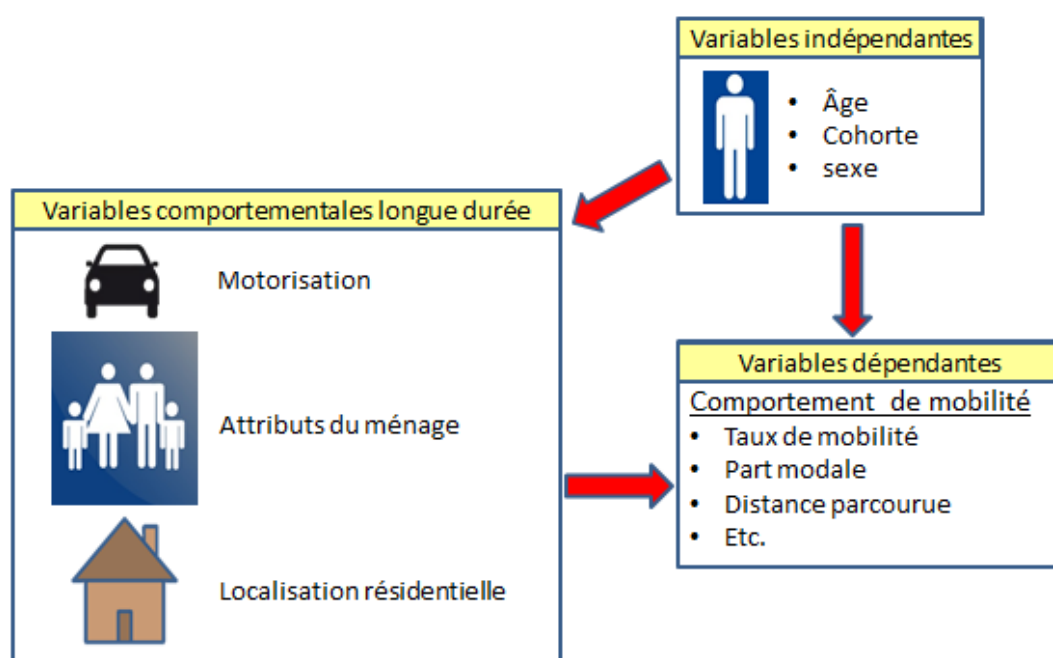 Variables indépendantes
• Âge
• Cohorte
• sexe
Variables comportementales longue durée
Motorisation
Attributs du ménage
Localisation résidentielle
Variables dépendantes
Comportement de mobilité
• Taux de mobilité
• Part modale
• Distance parcourue
• Etc.